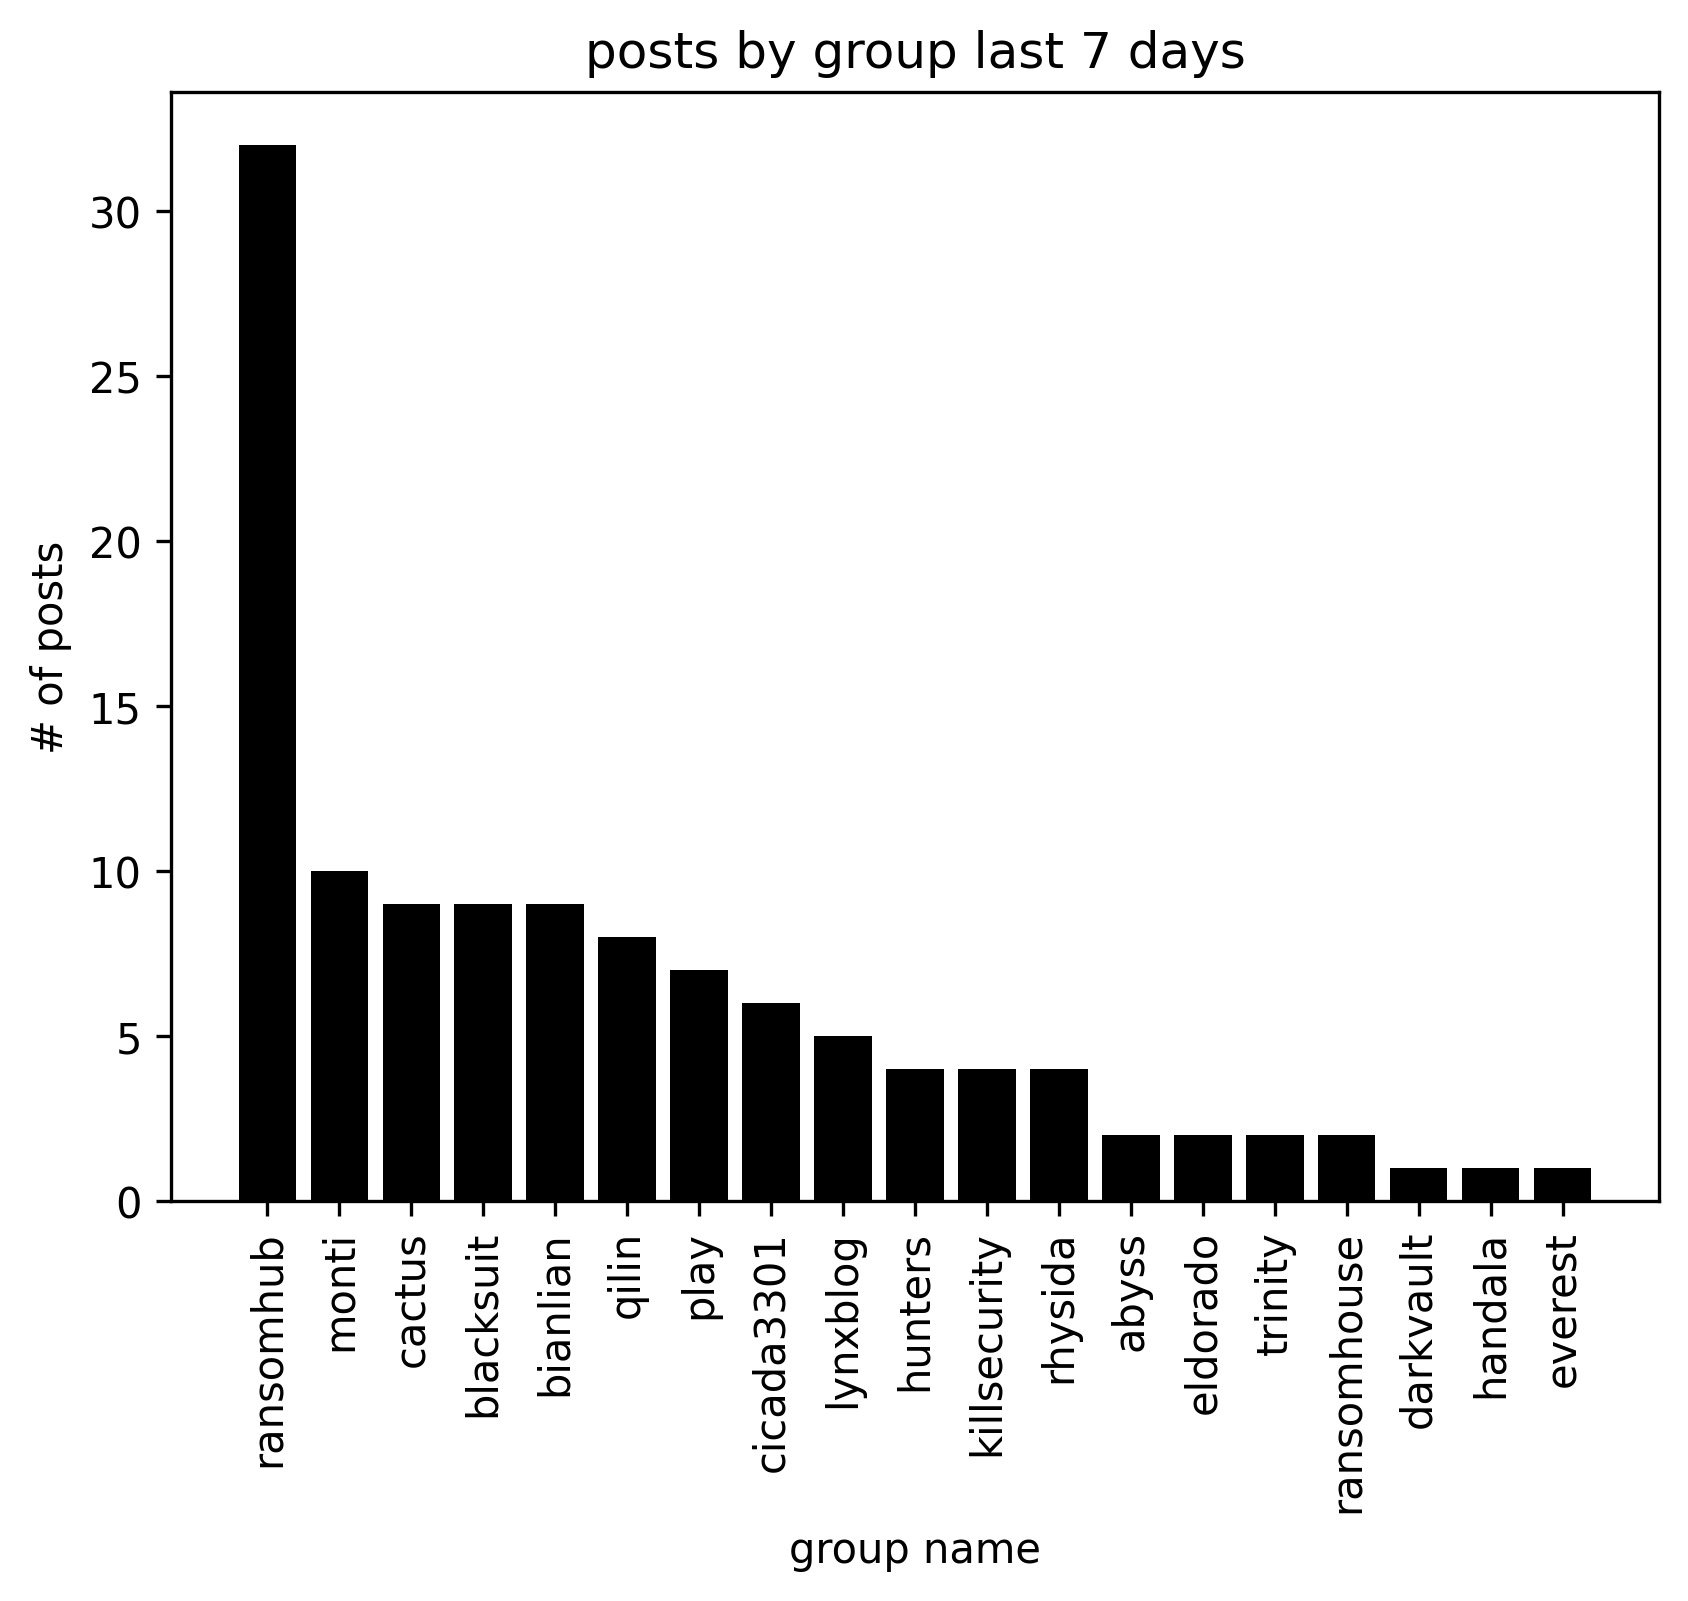 posts by group last 7 days
# of posts
30
25
20
15
10
5
0
ransomhub
monti
cactus
blacksuit
bianlian
qilin
play
cicada3301
lynxblog
hunters
killsecurity
rhysida
abyss
eldorado
trinity
ransomhouse
darkvault
handala
everest
group name